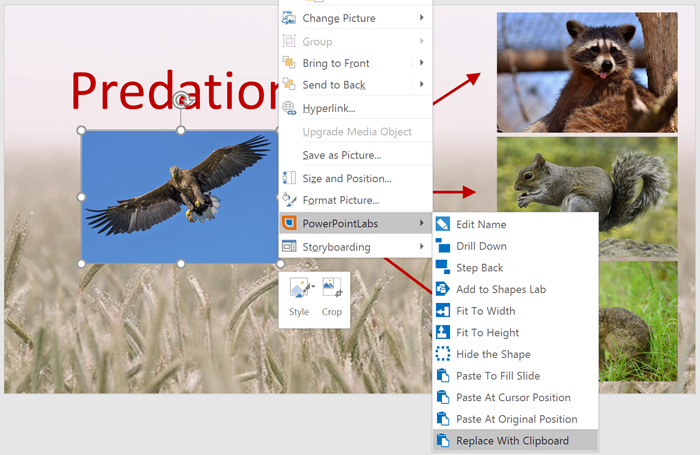 Predation
Change Picture
Group
Bring to Front
Send to Back
Hyperlink...
Upgrade Media Object
Save as Picture...
Size and Position...
Format Picture...
PowerPointLabs
Storyboarding
Style
Crop
Edit Name
Drill Down
Step Back
Add to Shapes Lab
Fit To Width
Fit To Height
Hide the Shape
Paste To Fill Slide
Paste At Cursor Position
Paste At Original Position
Replace With Clipboard